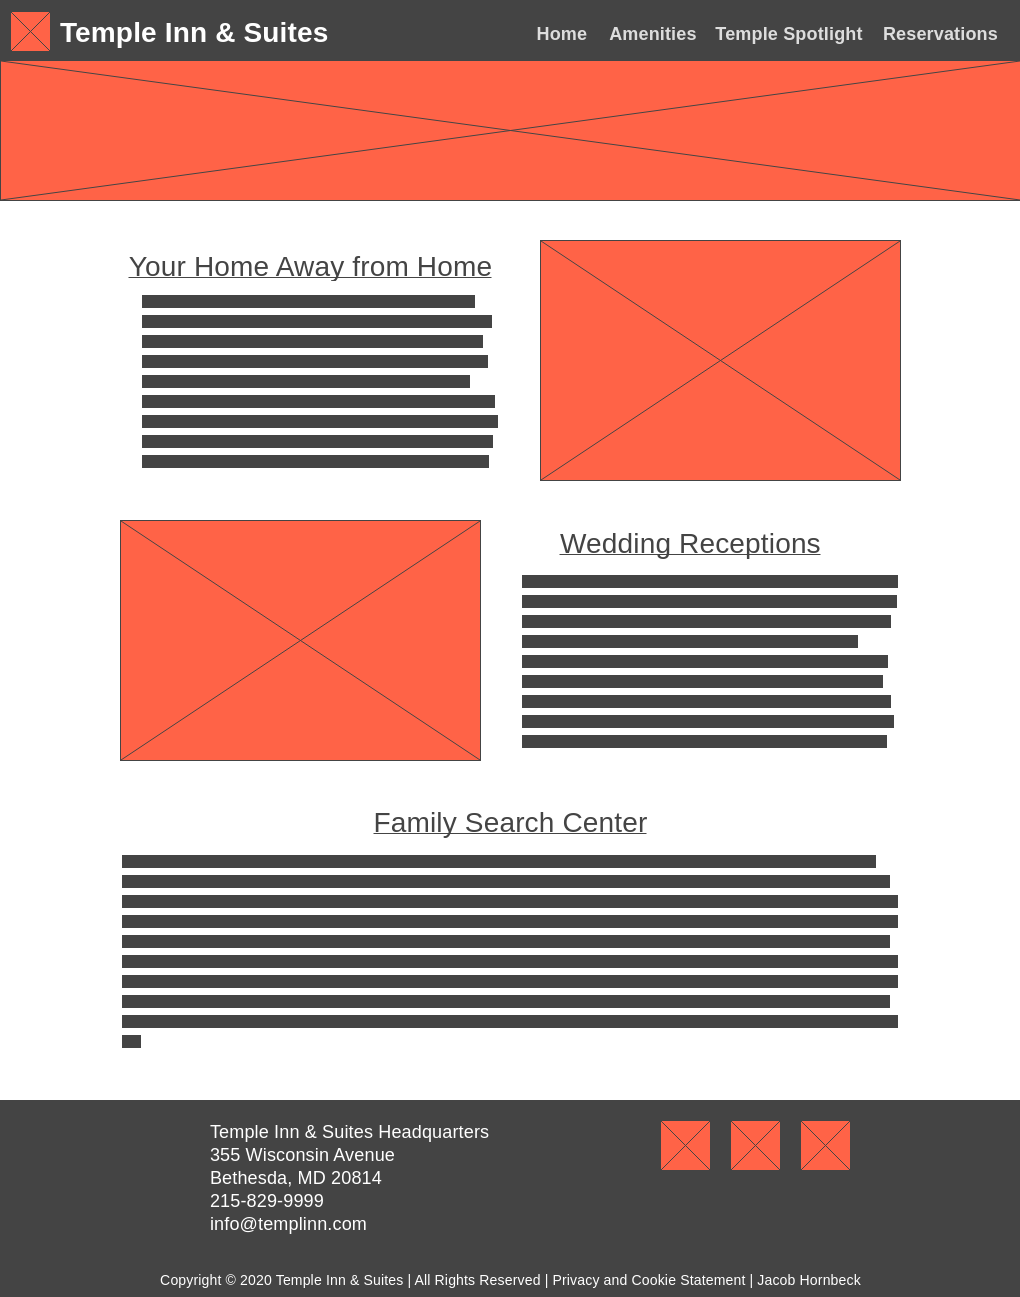 Temple Inn & Suites
Home Amenities Temple Spotlight Reservations
Your Home Away from Home
Wedding Receptions
Family Search Center
Temple Inn & Suites Headquarters
355 Wisconsin Avenue
Bethesda, MD 20814
215-829-9999
info@templinn.com
Copyright © 2020 Temple Inn & Suites | All Rights Reserved | Privacy and Cookie Statement | Jacob Hornbeck